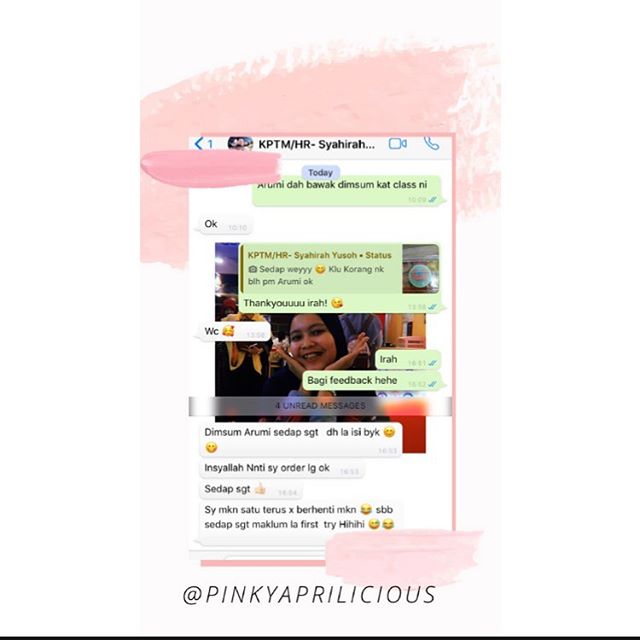 1
KPTM/HR- Syahirah...
Today
Arumi dah bawak dimsum kat class ni
10:09
Ok
10:10
KPTM/HR- Syahirah Yusoh • Status
Sedap weyyy 😋 Klu Korang nk
blh pm Arumi ok
Thankyouuuu irah! 🥰
13:56
Wc 🥰
13:56
Irah
16:51
Bagi feedback hehe
16:52
4 UNREAD MESSAGES
Dimsum Arumi sedap sgt dh la isi byk 😊
😋
16:53
Insyallah Nnti sy order lg ok
16:53
Sedap sgt 👍🏻
16:54
Sy mkn satu terus x berhenti mkn 😂 sbb
sedap sgt maklum la first try Hihihi 😅😂
@PINKYAPRILICIOUS